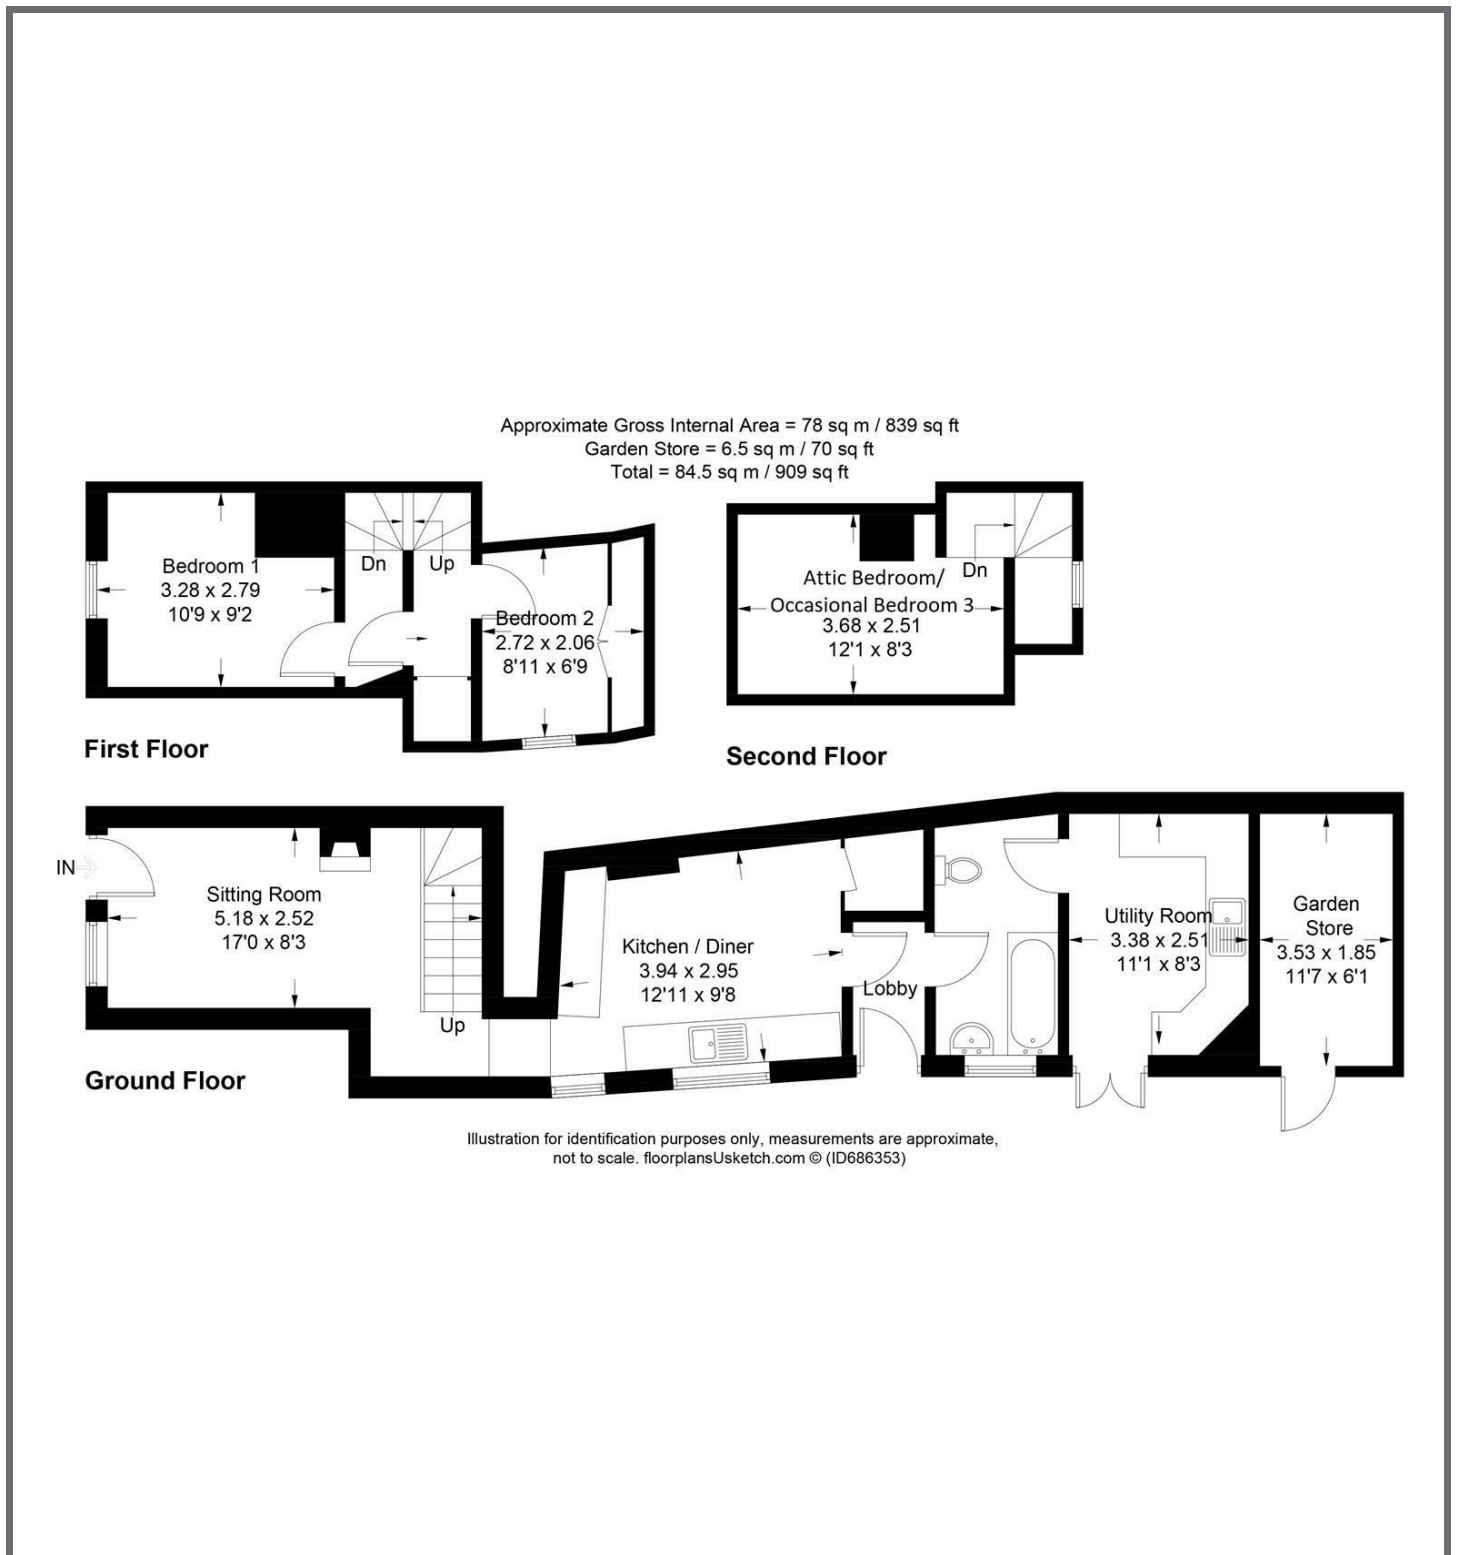 Approximate Gross Internal Area = 78 sq m / 839 sq ft
Garden Store = 6.5 sq m / 70 sq ft
Total = 84.5 sq m / 909 sq ft
Bedroom 1
3.28 x 2.79
10'9 x 9'2
Dn
Up
Bedroom 2
2.72 x 2.06
8'11 x 6'9
First Floor
Attic Bedroom/
Occasional Bedroom 3
3.68 x 2.51
12'1 x 8'3
Dn
Second Floor
IN
Sitting Room
5.18 x 2.52
17'0 x 8'3
Up
Kitchen / Diner
3.94 x 2.95
12'11 x 9'8
Lobby
Utility Room
3.38 x 2.51
11'1 x 8'3
Garden
Store
3.53 x 1.85
11'7 x 6'1
Ground Floor
Illustration for identification purposes only, measurements are approximate,
not to scale. floorplansUsketch.com © (ID686353)